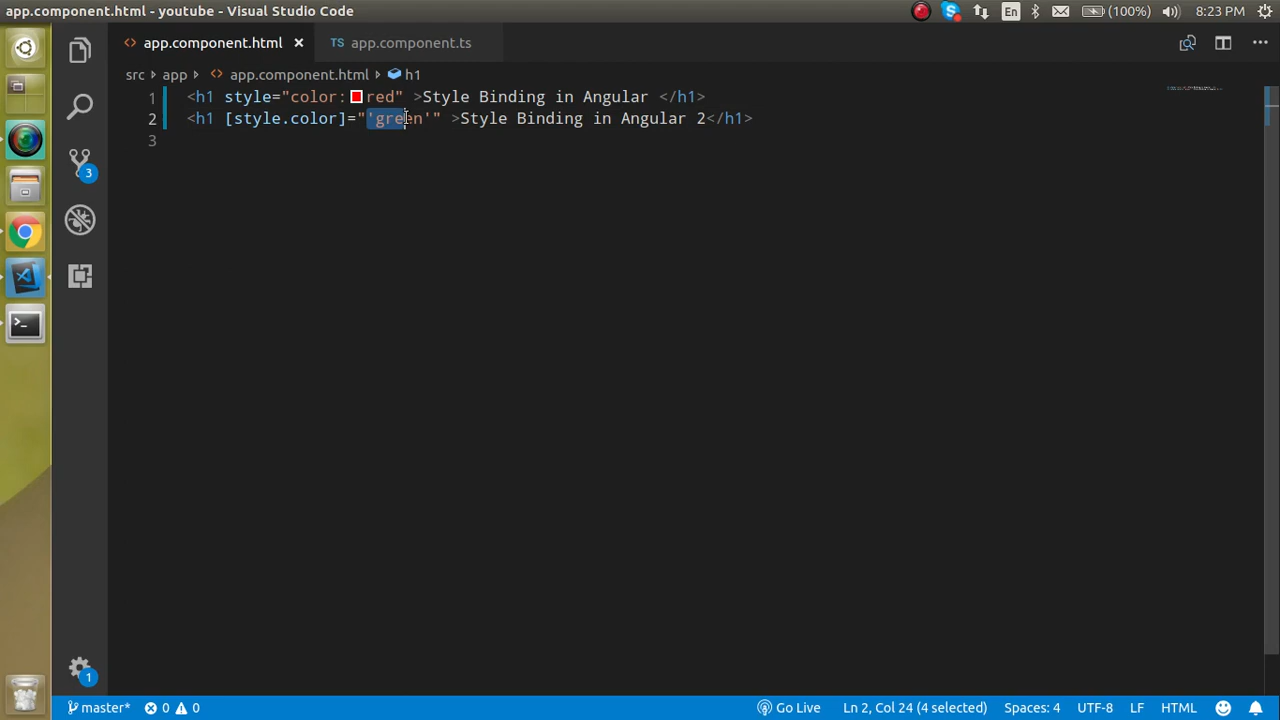 app.component.html - youtube - Visual Studio Code
En
(100%)
8:23 PM
<> app.component.html ×
TS app.component.ts
src › app › <> app.component.html › h1
1 <h1 style="color:red" >Style Binding in Angular </h1>
2 <h1 [style.color]="'green'" >Style Binding in Angular 2</h1>
3
3
1
master*
0
0
Go Live
Ln 2, Col 24 (4 selected)
Spaces: 4
UTF-8
LF
HTML